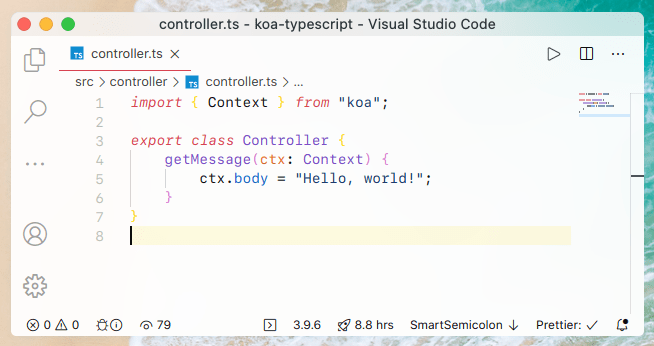 controller.ts - koa-typescript - Visual Studio Code
TS controller.ts
src › controller › TS controller.ts › ...
1 import { Context } from "koa";
2
3 export class Controller {
4 getMessage(ctx: Context) {
5 ctx.body = "Hello, world!";
6 }
7 }
8
0 0 79 3.9.6 8.8 hrs SmartSemicolon ↓ Prettier: ✓